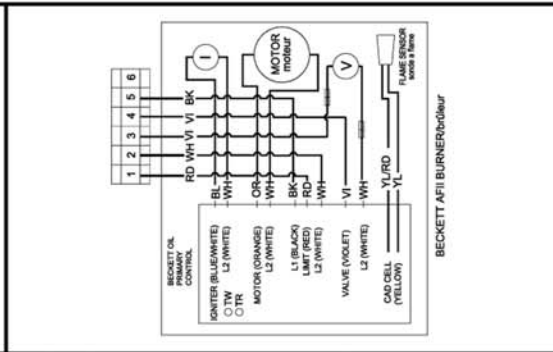 6
5
4
3
2
1
BK
VI
VI
WH
RD
I
MOTOR
moteur
V
FLAME SENSOR
sonde a flame
BL
WH
OR
WH
BK
RD
WH
VI
WH
YL/RD
YL
BECKETT OIL
PRIMARY
CONTROL
IGNITER (BLUE/WHITE)
L2 (WHITE)
TW
TR
MOTOR (ORANGE)
L2 (WHITE)
L1 (BLACK)
LIMIT (RED)
L2 (WHITE)
VALVE (VIOLET)
L2 (WHITE)
CAD CELL
(YELLOW)
BECKETT AFII BURNER/brûleur